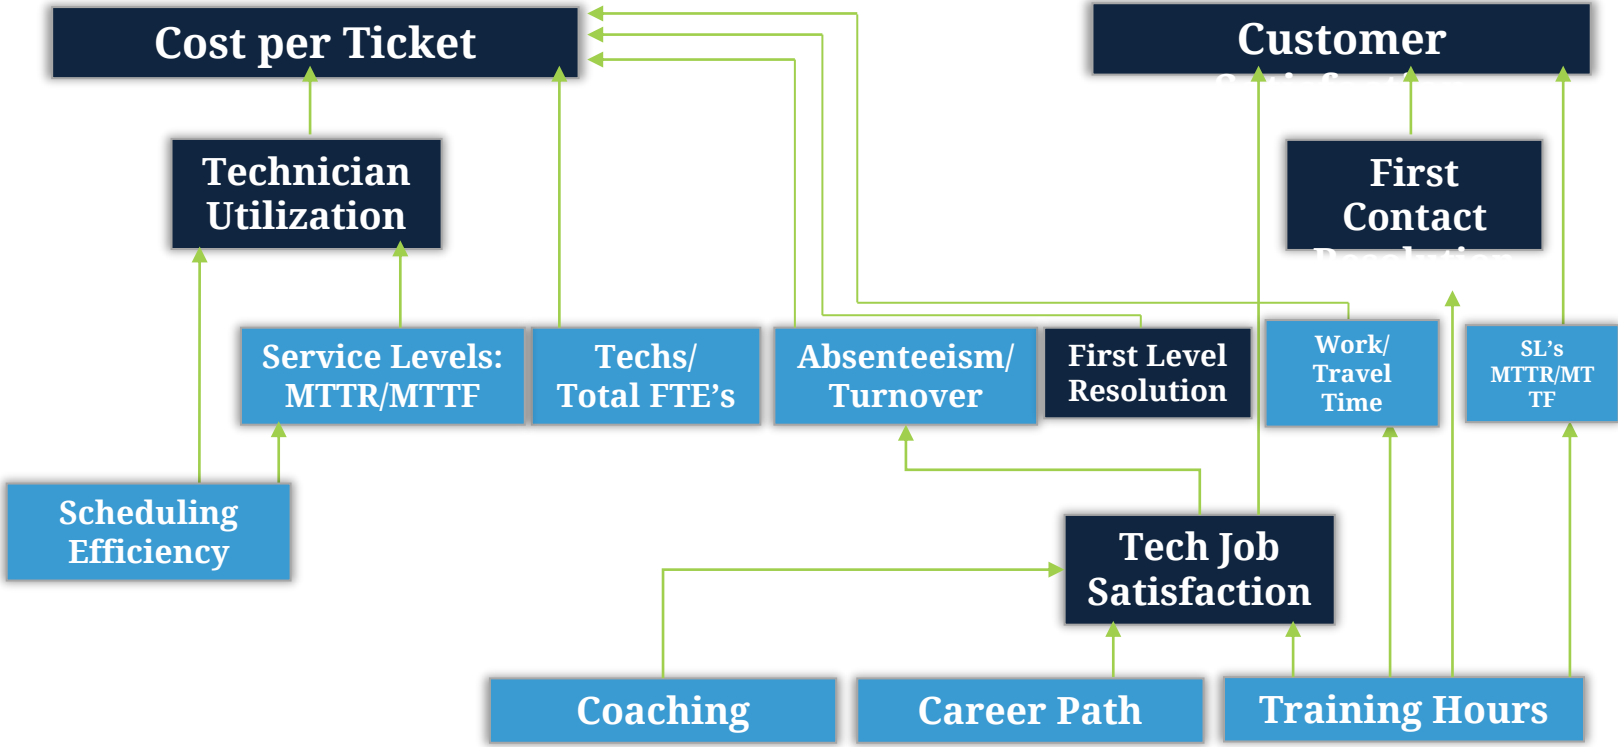 Cost per Ticket
Customer
Technician
Utilization
First
Contact
Resolution
Service Levels:
MTTR/MTTF
Techs/
Total FTE’s
Absenteeism/
Turnover
First Level
Resolution
Work/
Travel
Time
SL’s
MTTR/MT
TF
Scheduling
Efficiency
Tech Job
Satisfaction
Coaching
Career Path
Training Hours